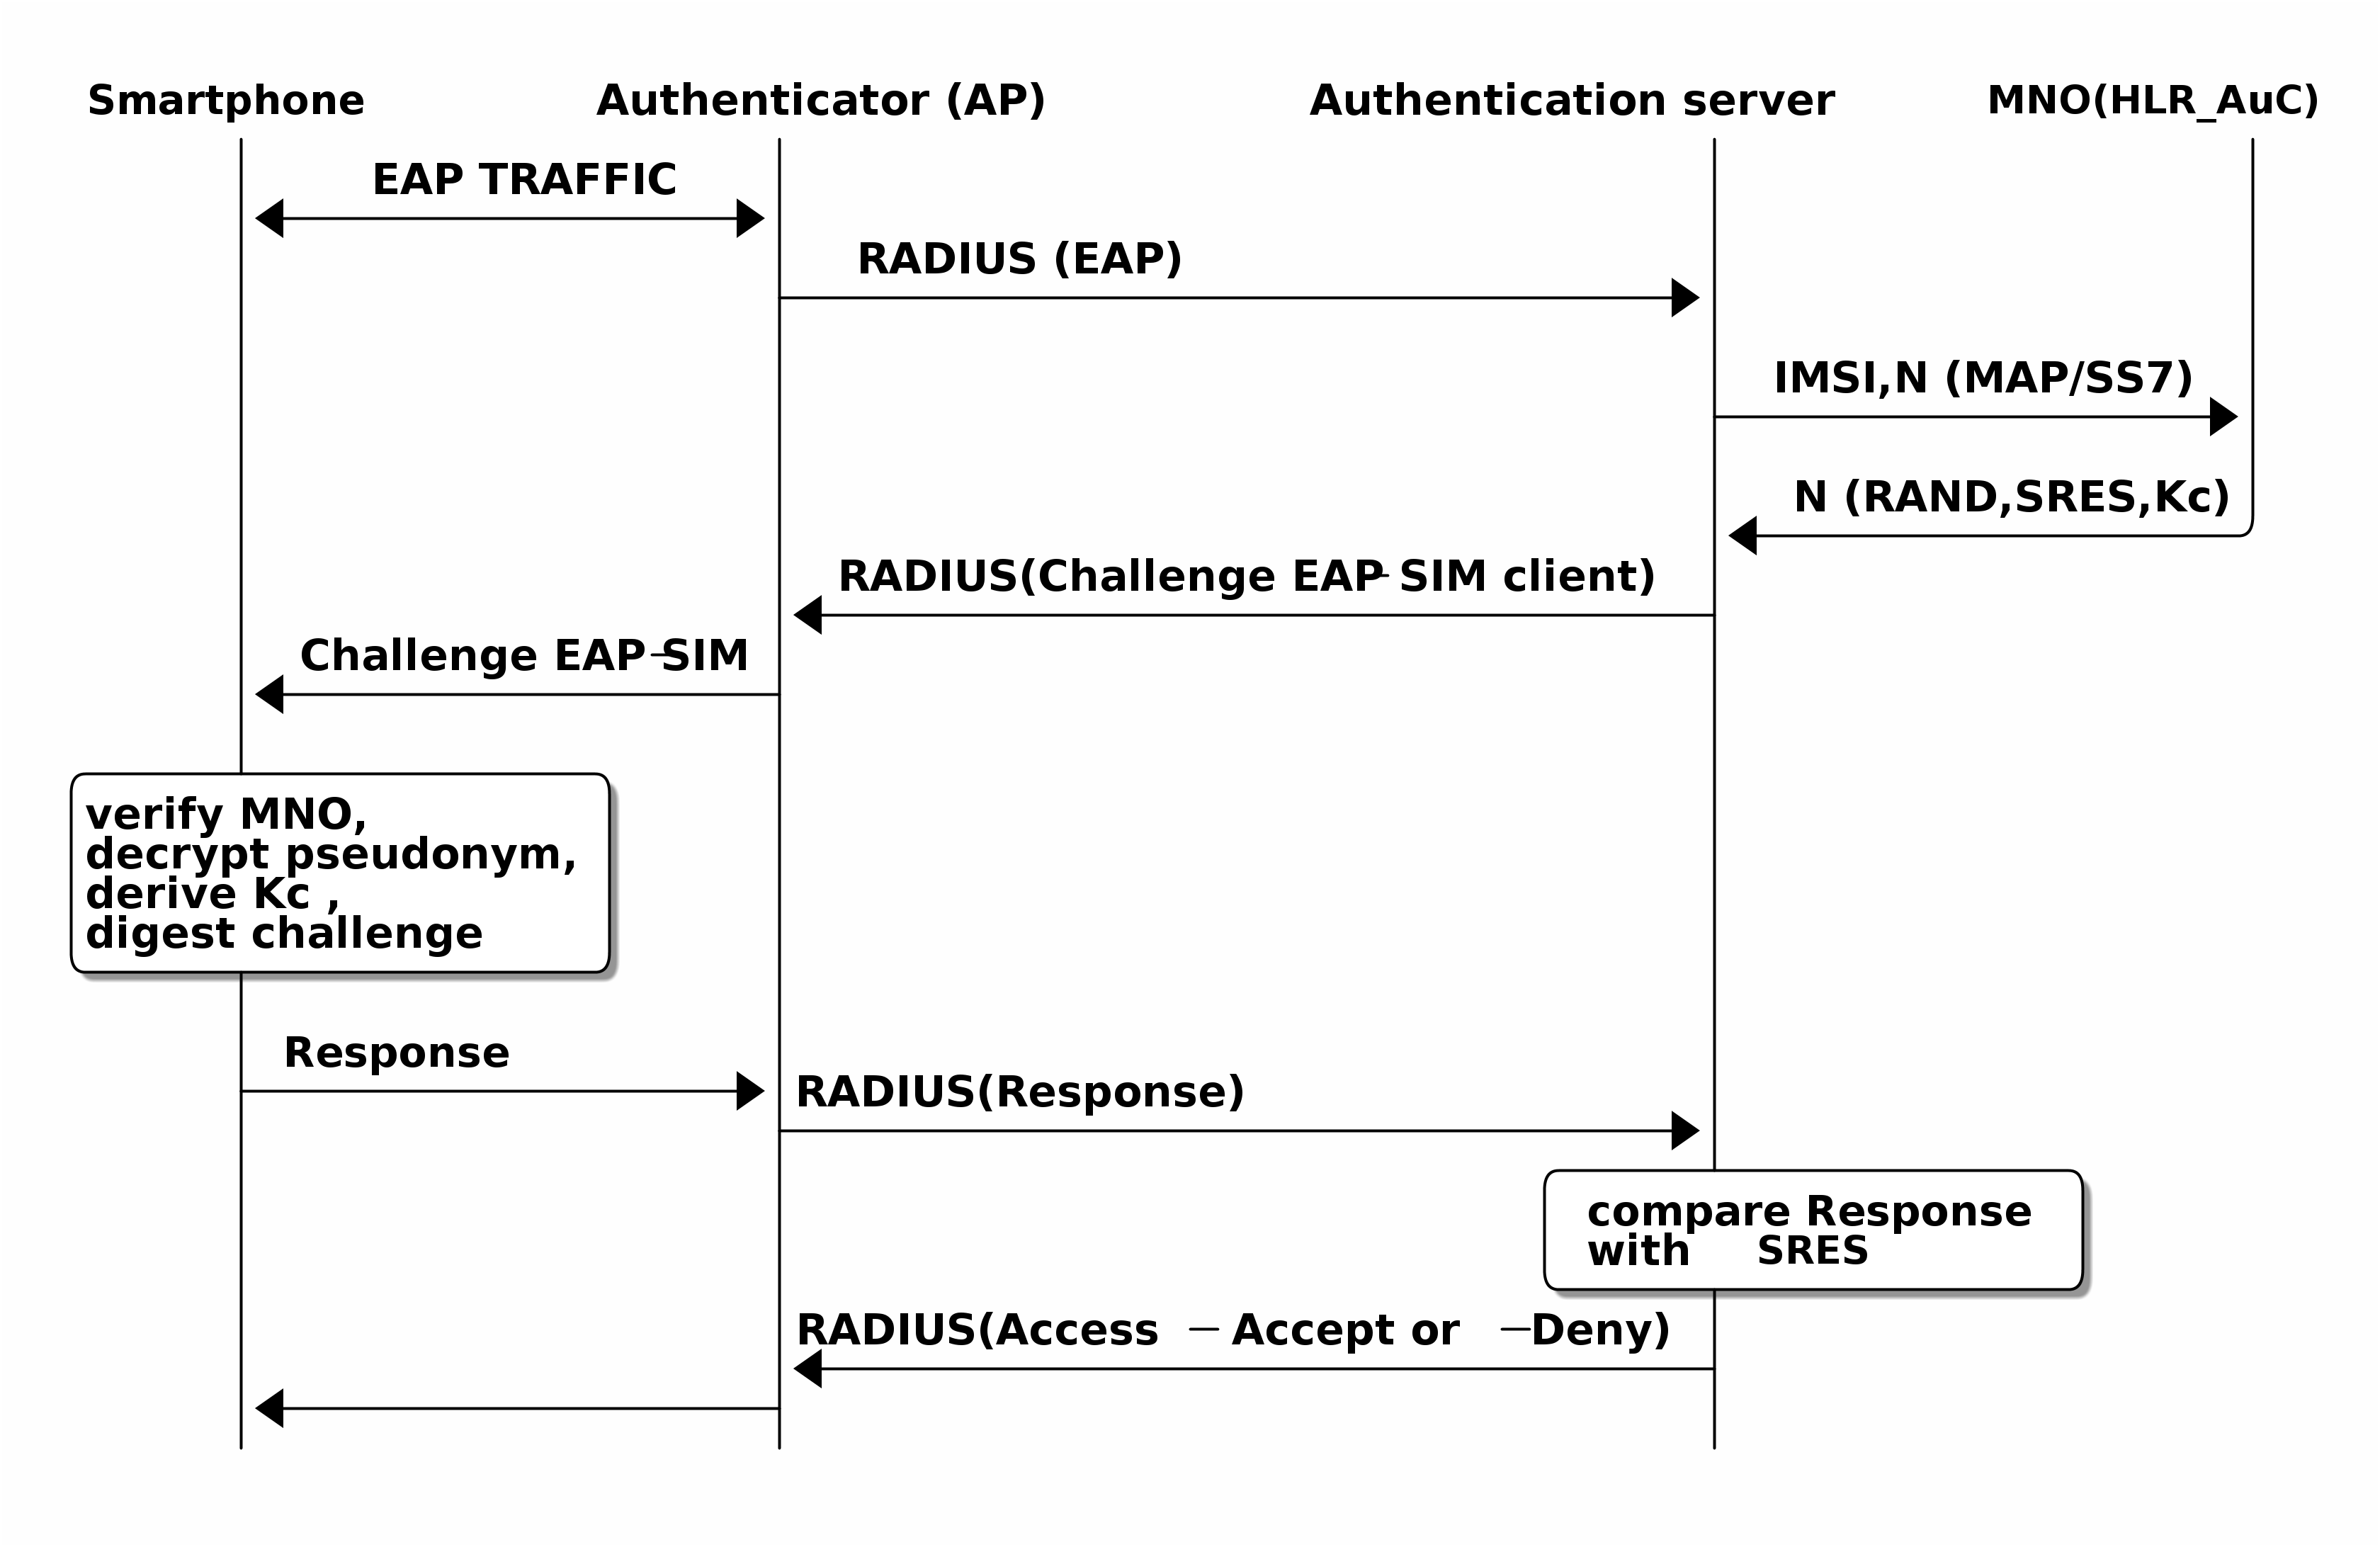 Smartphone
Authenticator (AP)
Authentication server
MNO(HLR_AuC)
EAP TRAFFIC
RADIUS (EAP)
IMSI,N (MAP/SS7)
N (RAND,SRES,Kc)
RADIUS(Challenge EAP-SIM client)
Challenge EAP-SIM
verify MNO,
decrypt pseudonym,
derive Kc ,
digest challenge
Response
RADIUS(Response)
compare Response
with SRES
RADIUS(Access - Accept or -Deny)